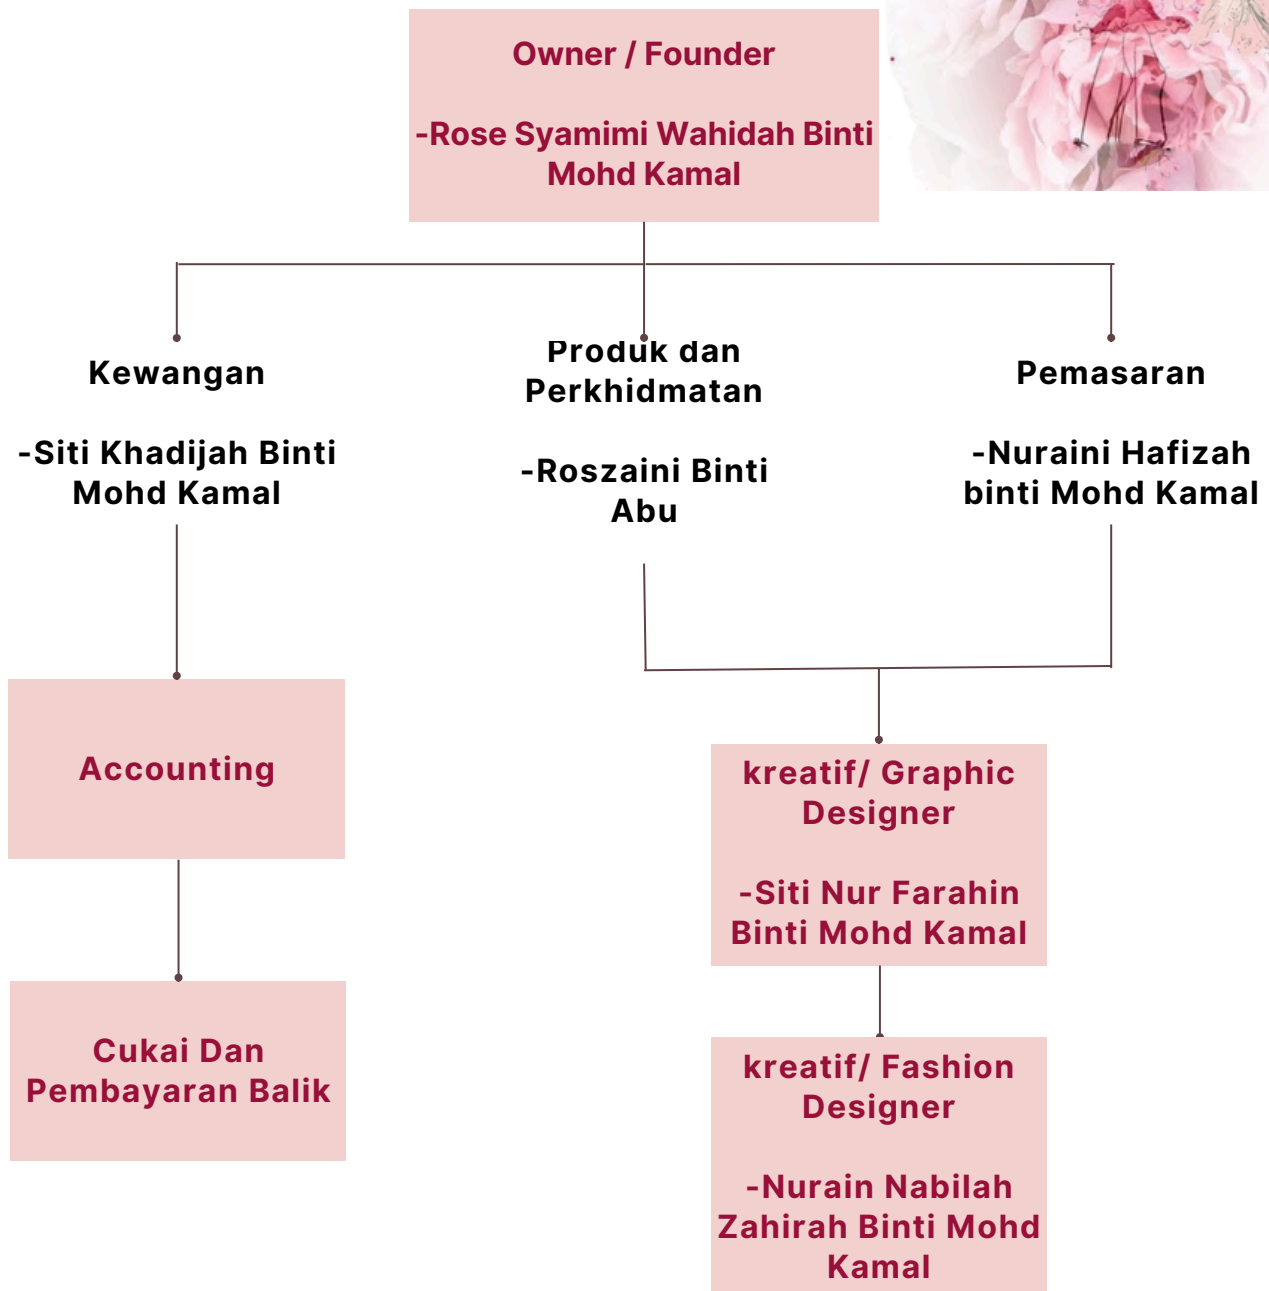 Owner / Founder
-Rose Syamimi Wahidah Binti
Mohd Kamal
Kewangan
-Siti Khadijah Binti
Mohd Kamal
Produk dan
Perkhidmatan
-Roszaini Binti
Abu
Pemasaran
-Nuraini Hafizah
binti Mohd Kamal
Accounting
Cukai Dan
Pembayaran Balik
kreatif/ Graphic
Designer
-Siti Nur Farahin
Binti Mohd Kamal
kreatif/ Fashion
Designer
-Nurain Nabilah
Zahirah Binti Mohd
Kamal